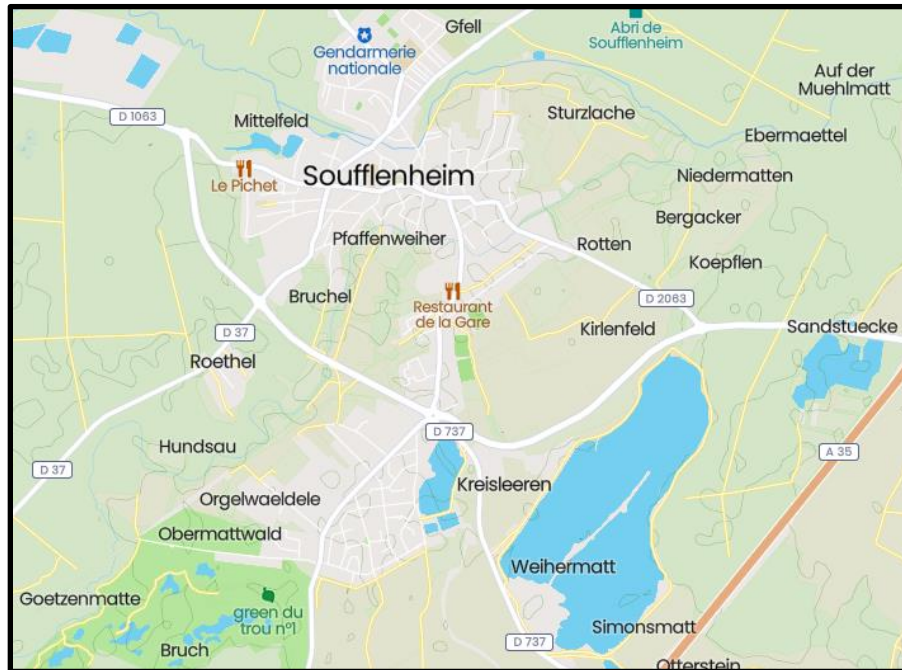 Gfell
Abri de
Soufflenheim
Gendarmerie
nationale
Auf der
Muehlmatt
D 1063
Mittelfeld
Sturzlache
Ebermaettel
Le Pichet
Soufflenheim
Niedermatten
Bergacker
Pfaffenweiher
Rotten
Koepflen
Bruchel
D 2063
Restaurant
de la Gare
Kirlenfeld
Sandstuecke
D 37
Roethel
D 737
Hundsau
A 35
D 37
Kreisleeren
Orgelwaeldele
Obermattwald
Weihermatt
Goetzenmatte
green du
trou n°1
Simonsmatt
D 737
Bruch
Otterstein